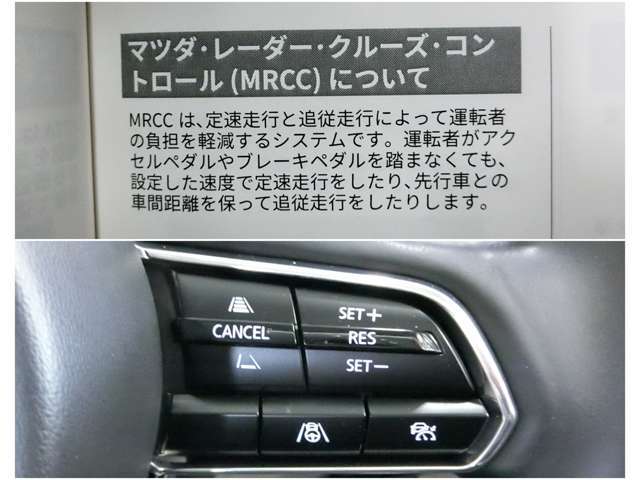 マツダ・レーダー・クルーズ・コン
トロール (MRCC) について
MRCC は、定速走行と追従走行によって運転者
の負担を軽減するシステムです。運転者がアク
セルペダルやブレーキペダルを踏まなくても、
設定した速度で定速走行をしたり、先行車との
車間距離を保って追従走行をしたりします。
SET+
CANCEL
RES
SET-